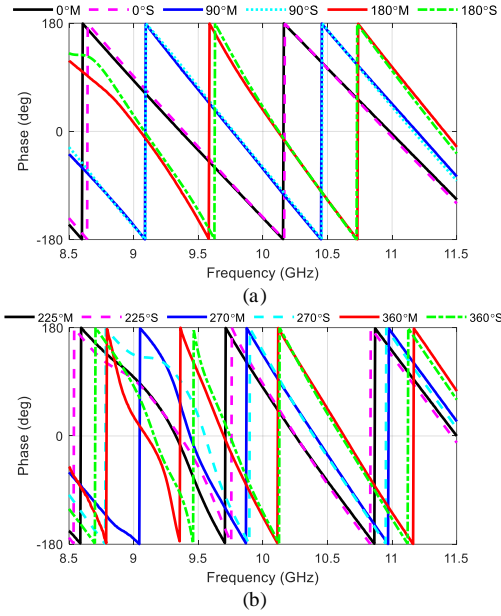 0°M 0°S 90°M 90°S 180°M 180°S
180
Phase (deg)
0
-180
8.5 9 9.5 10 10.5 11 11.5
Frequency (GHz)
(a)
225°M 225°S 270°M 270°S 360°M 360°S
180
Phase (deg)
0
-180
8.5 9 9.5 10 10.5 11 11.5
Frequency (GHz)
(b)